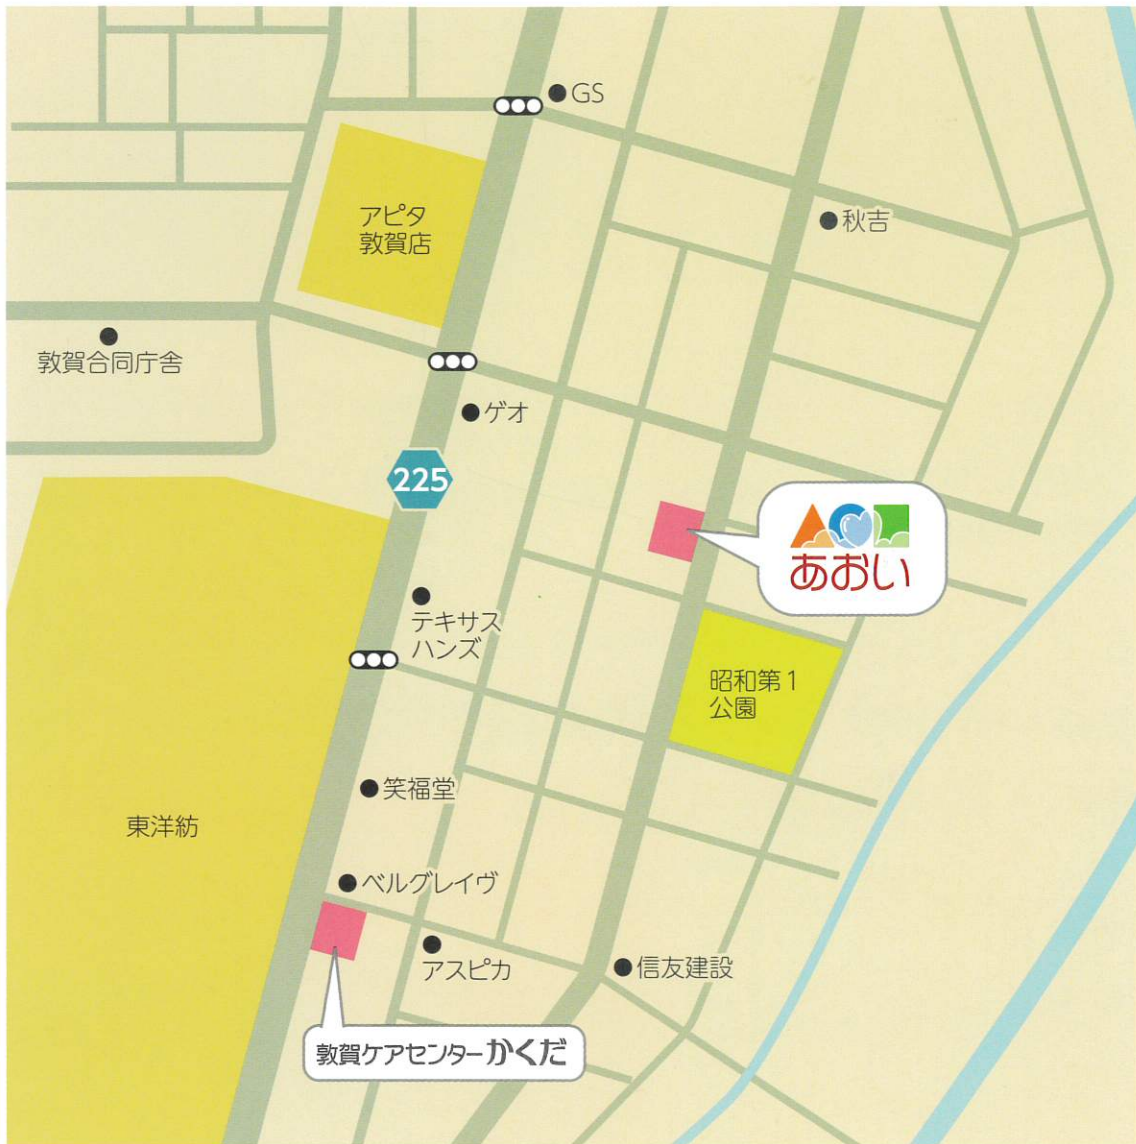 GS
アピタ
敦賀店
秋吉
敦賀合同庁舎
ゲオ
225
あおい
テキサス
ハンズ
昭和第1
公園
笑福堂
東洋紡
ベルグレイヴ
アスピカ
信友建設
敦賀ケアセンターかくだ